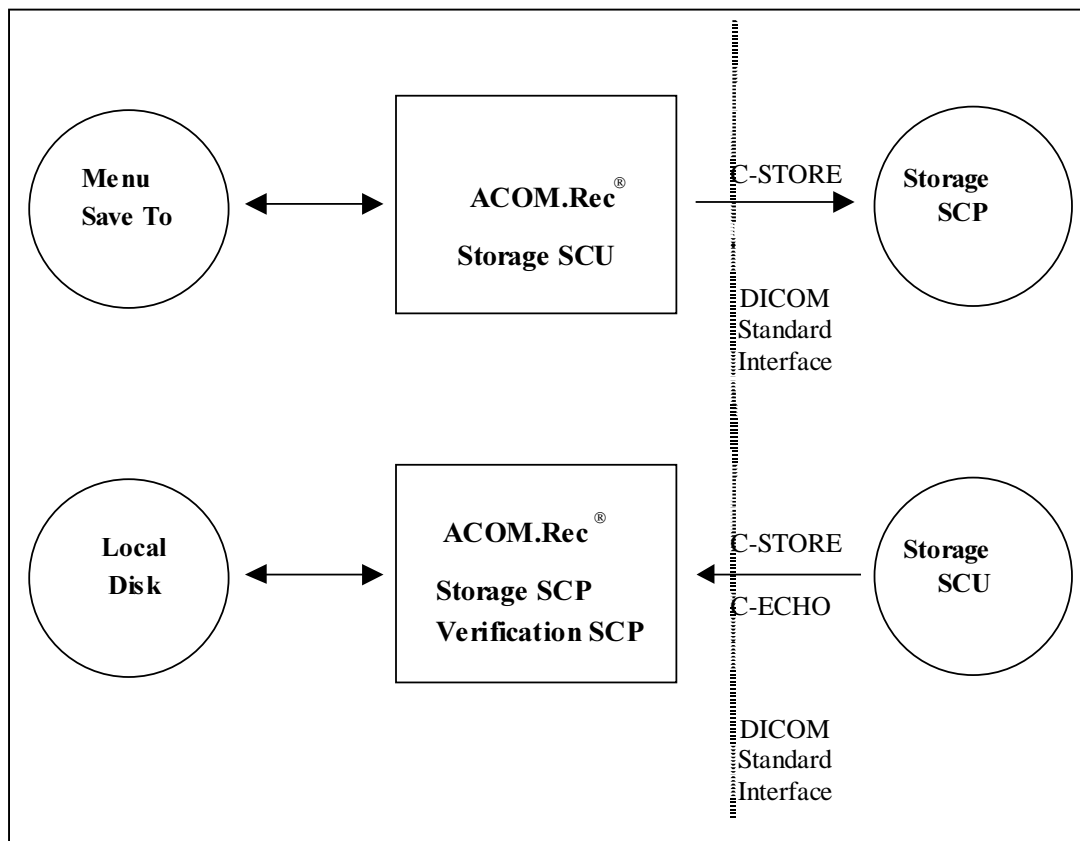 Menu
Save To
ACOM.Rec®
Storage SCU
C-STORE
Storage
SCP
DICOM
Standard
Interface
Local
Disk
ACOM.Rec®
Storage SCP
Verification SCP
C-STORE
C-ECHO
Storage
SCU
DICOM
Standard
Interface